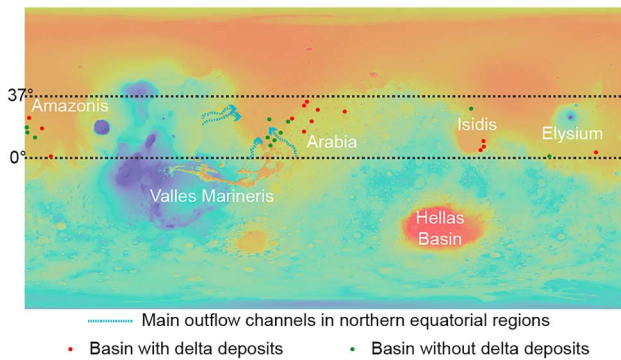 37°
Amazonis
Arabia
Isidis
Elysium
0°
Valles Marineris
Hellas
Basin
Main outflow channels in northern equatorial regions
Basin with delta deposits
Basin without delta deposits